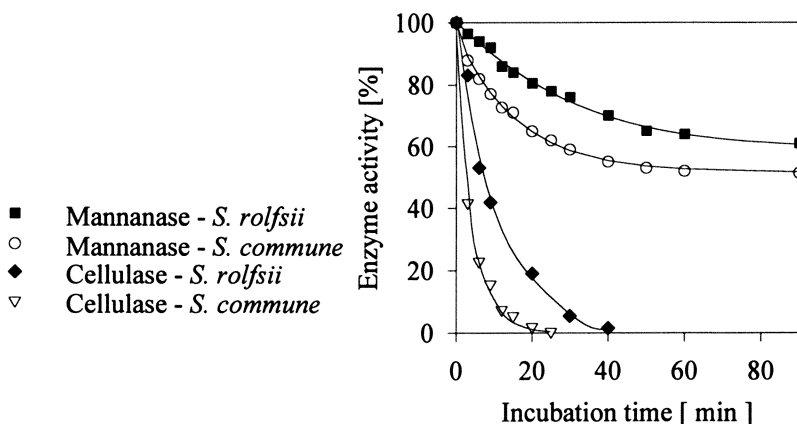 Mannanase - S. rolfsii
Mannanase - S. commune
Cellulase - S. rolfsii
Cellulase - S. commune
Enzyme activity [%]
100
80
60
40
20
0
0 20 40 60 80
Incubation time [ min ]